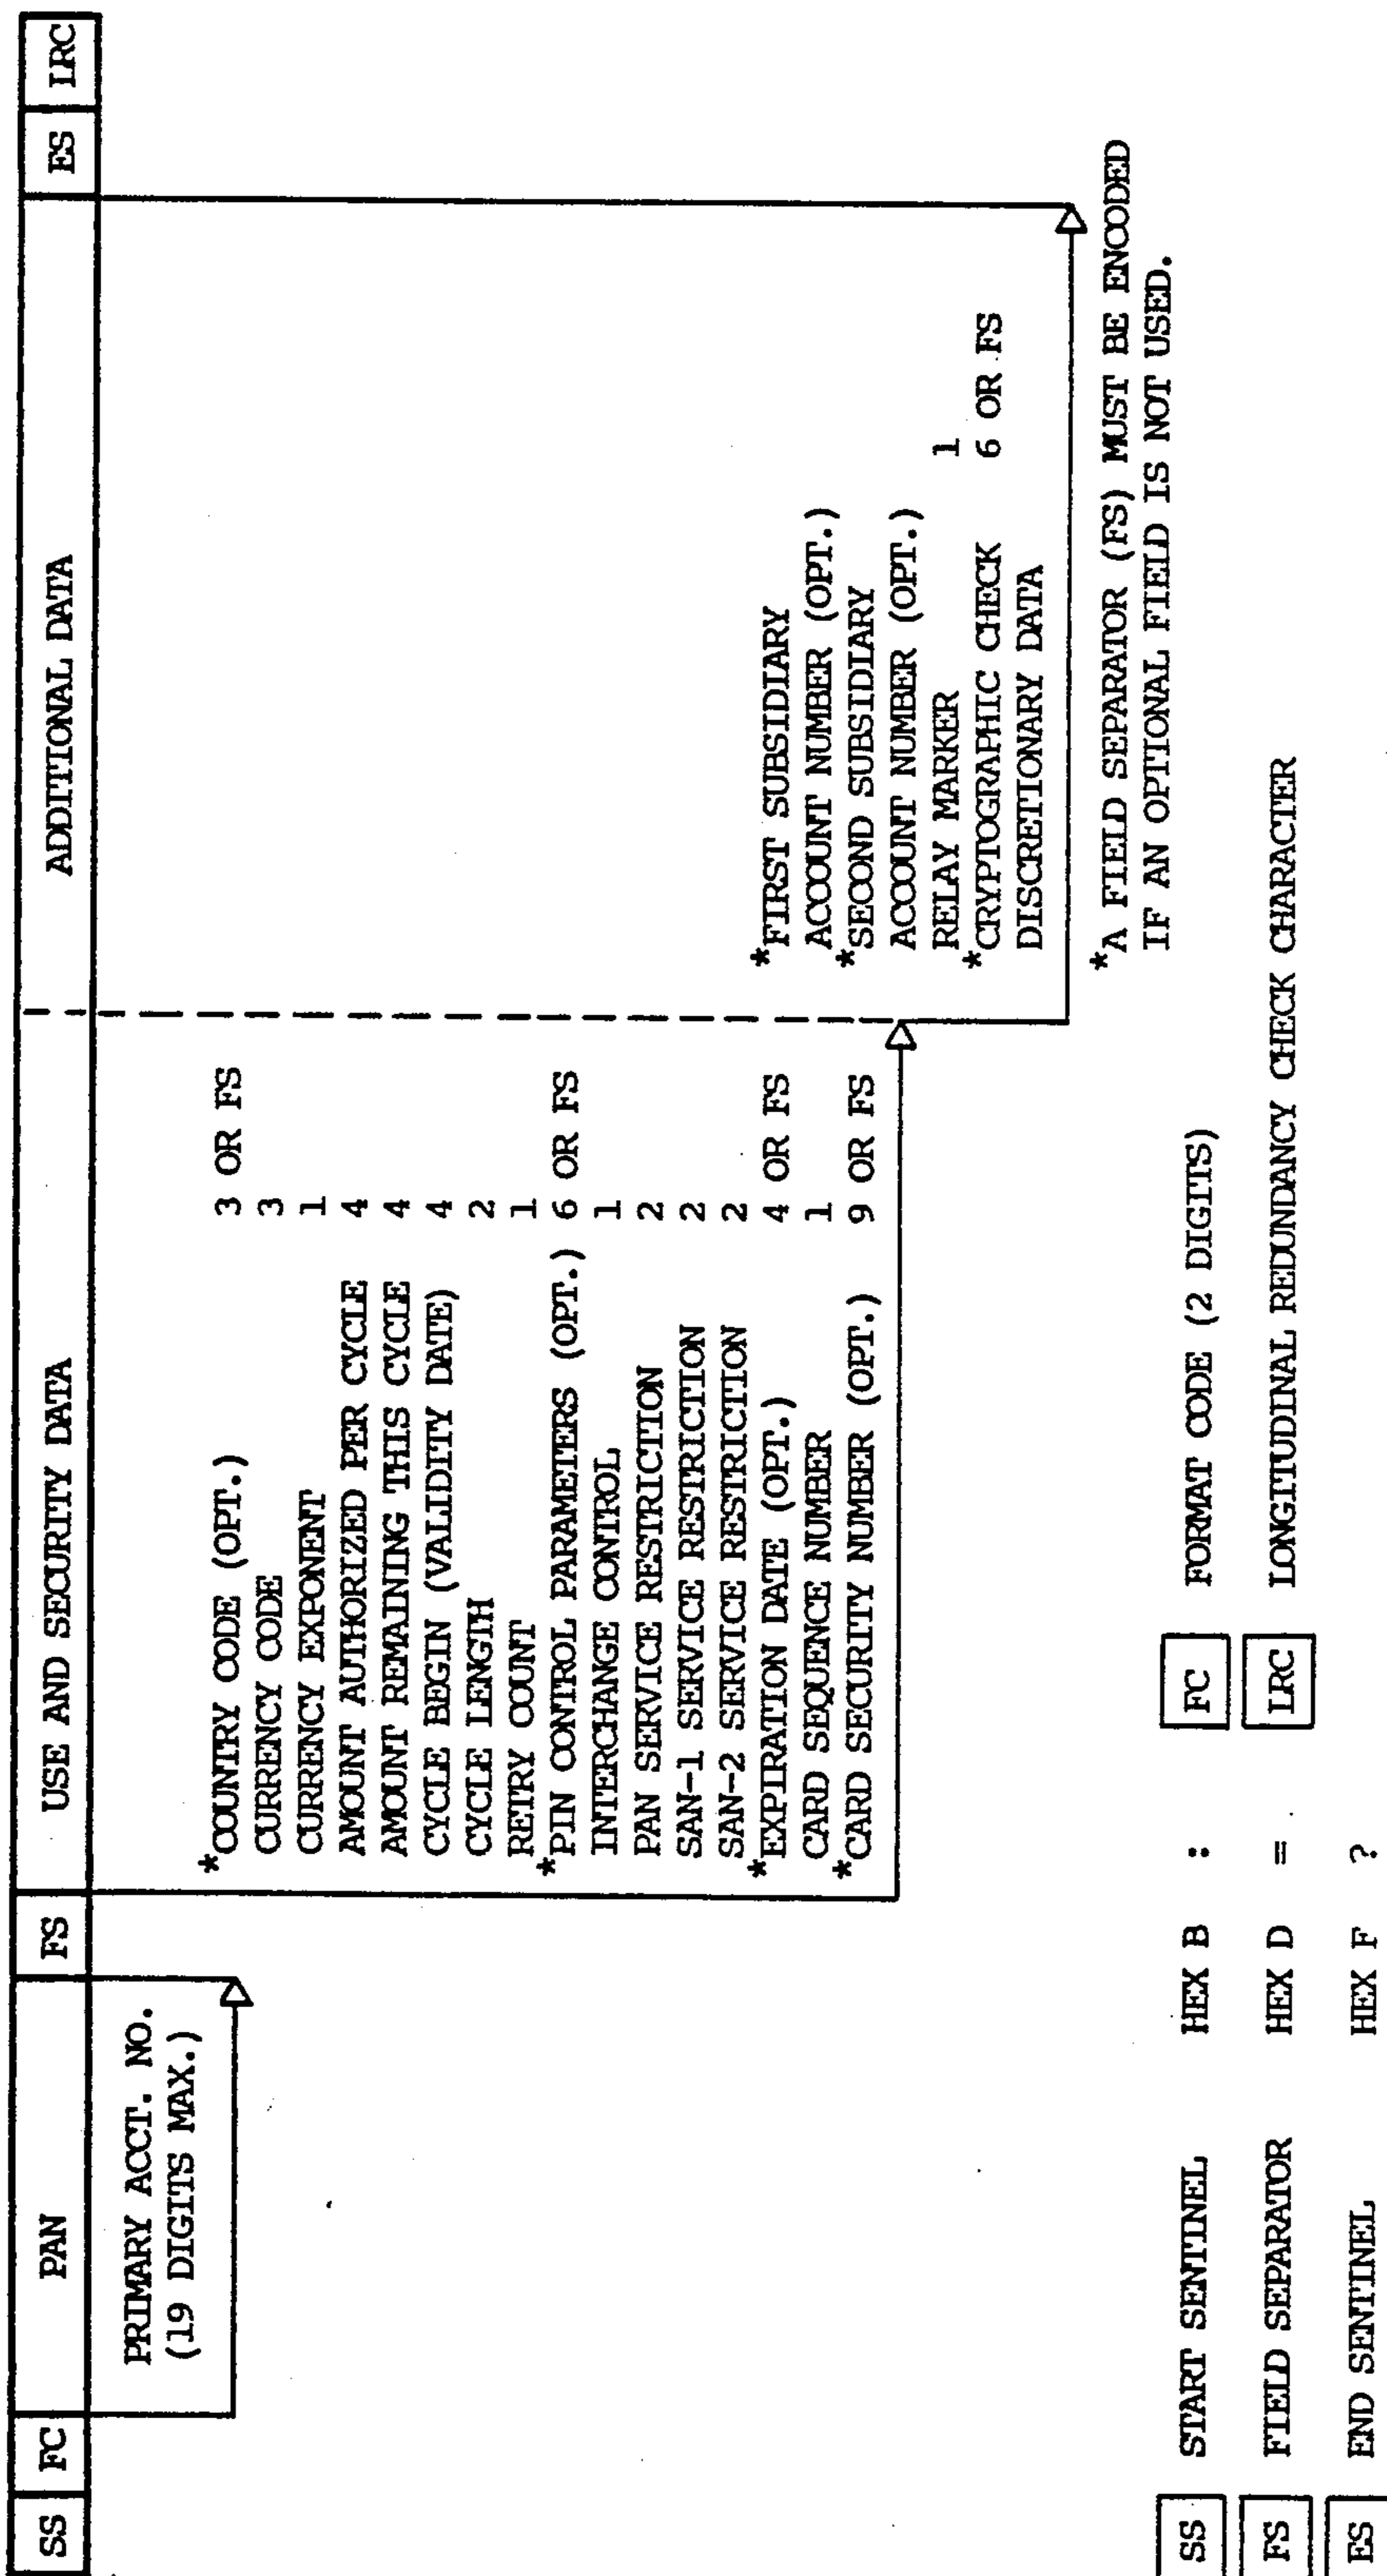 SS FC PAN FS USE AND SECURITY DATA ADDITIONAL DATA ES LRC
PRIMARY ACCT. NO.
(19 DIGITS MAX.)
*COUNTRY CODE (OPT.) 3 OR FS
CURRENCY CODE 3
CURRENCY EXPONENT 1
AMOUNT AUTHORIZED PER CYCLE 4
AMOUNT REMAINING THIS CYCLE 4
CYCLE BEGIN (VALIDITY DATE) 4
CYCLE LENGTH 2
RETRY COUNT 1
*PIN CONTROL PARAMETERS (OPT.) 6 OR FS
INTERCHANGE CONTROL 1
PAN SERVICE RESTRICTION 2
SAN-1 SERVICE RESTRICTION 2
SAN-2 SERVICE RESTRICTION 2
*EXPIRATION DATE (OPT.) 4 OR FS
CARD SEQUENCE NUMBER 1
*CARD SECURITY NUMBER (OPT.) 9 OR FS
*FIRST SUBSIDIARY
ACCOUNT NUMBER (OPT.)
*SECOND SUBSIDIARY
ACCOUNT NUMBER (OPT.)
RELAY MARKER 1
*CRYPTOGRAPHIC CHECK 6 OR FS
DISCRETIONARY DATA
*A FIELD SEPARATOR (FS) MUST BE ENCODED
IF AN OPTIONAL FIELD IS NOT USED.
SS START SENTINEL HEX B : FC FORMAT CODE (2 DIGITS)
FS FIELD SEPARATOR HEX D = LRC LONGITUDINAL REDUNDANCY CHECK CHARACTER
ES END SENTINEL HEX F ?